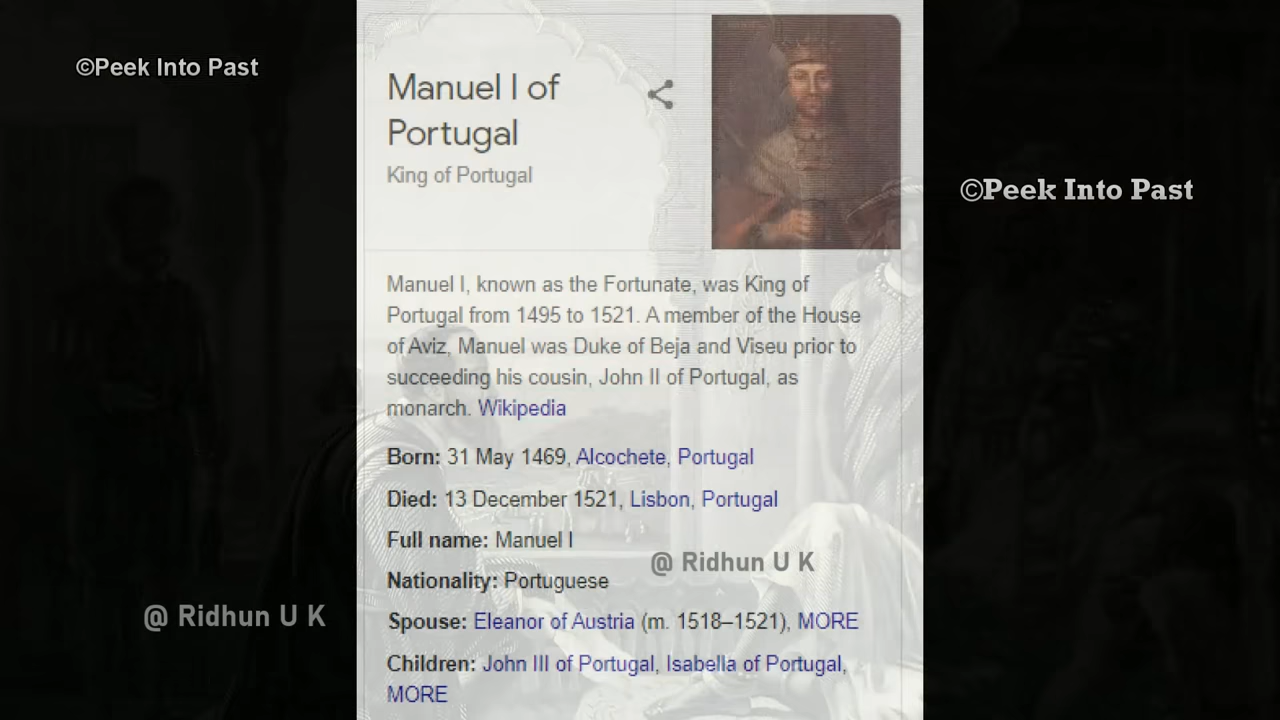 ©Peek Into Past
Manuel I of
Portugal
King of Portugal
©Peek Into Past
Manuel I, known as the Fortunate, was King of
Portugal from 1495 to 1521. A member of the House
of Aviz, Manuel was Duke of Beja and Viseu prior to
succeeding his cousin, John II of Portugal, as
monarch. Wikipedia
Born: 31 May 1469, Alcochete, Portugal
Died: 13 December 1521, Lisbon, Portugal
Full name: Manuel I
@ Ridhun U K
Nationality: Portuguese
@ Ridhun U K
Spouse: Eleanor of Austria (m. 1518–1521), MORE
Children: John III of Portugal, Isabella of Portugal,
MORE